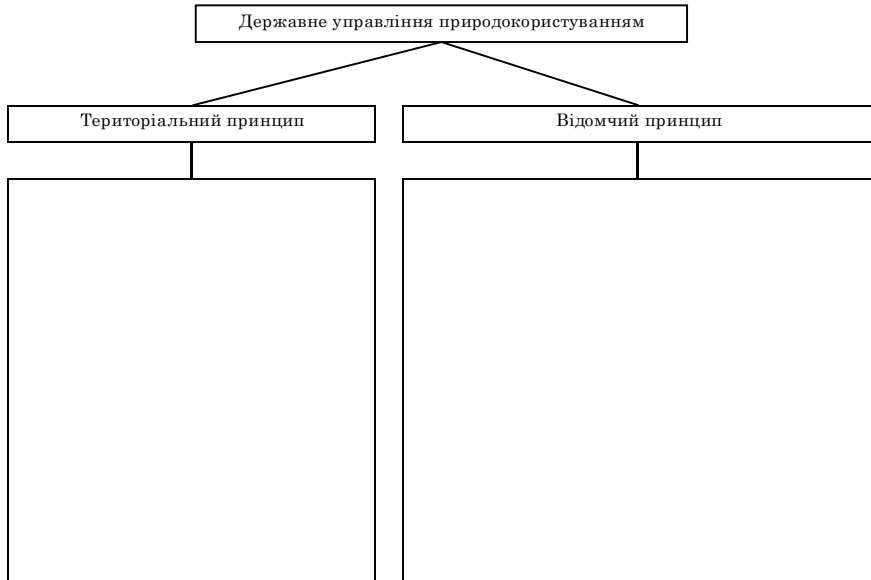 Державне управління природокористуванням
Територіальний принцип
Відомчий принцип